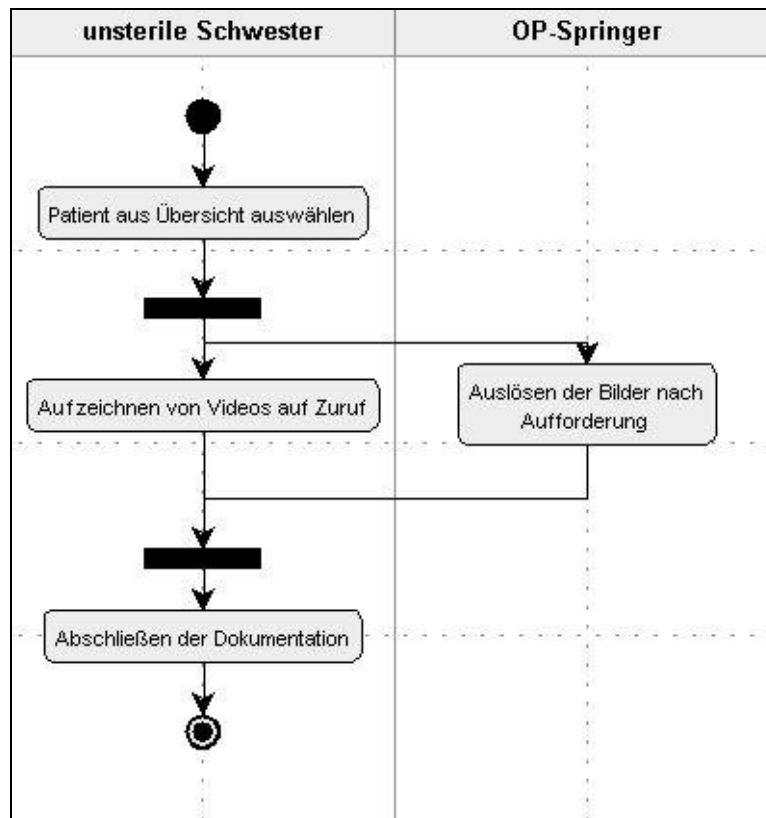 unsterile Schwester
OP-Springer
Patient aus Übersicht auswählen
Aufzeichnen von Videos auf Zuruf
Auslösen der Bilder nach
Aufforderung
Abschließen der Dokumentation